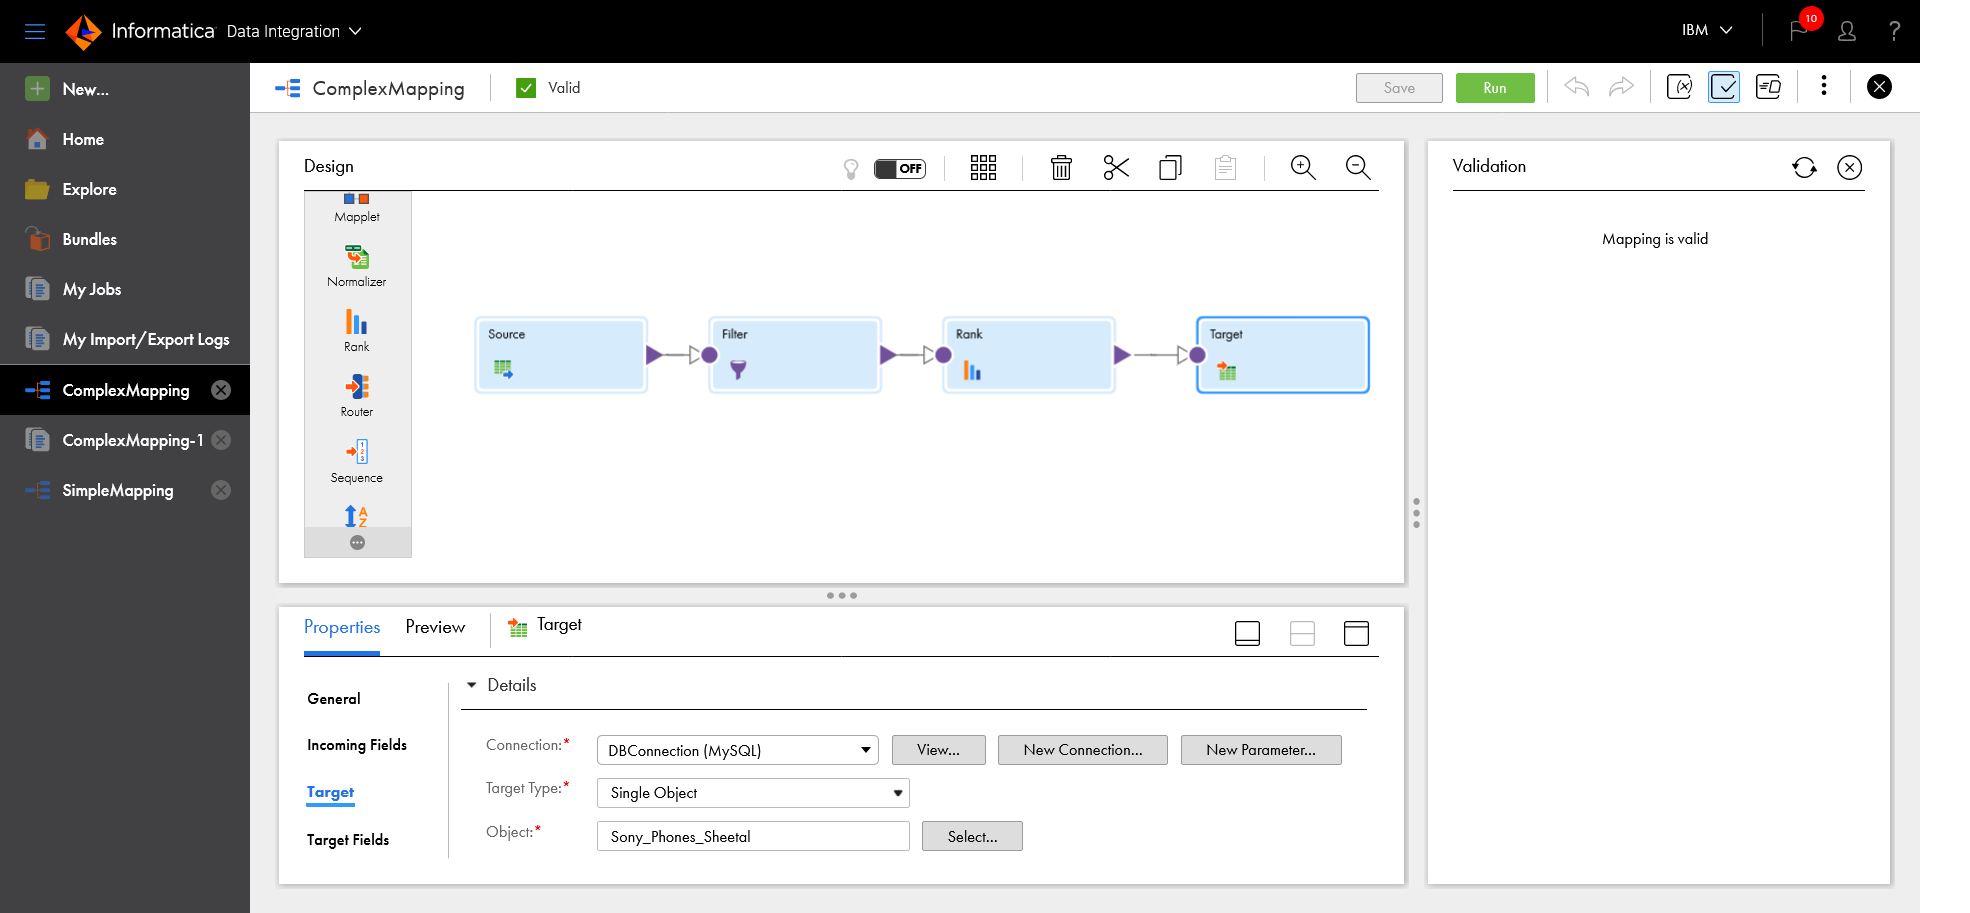 Informatica Data Integration
IBM
10
?
New...
Home
Explore
Bundles
My Jobs
My Import/Export Logs
ComplexMapping
ComplexMapping-1
SimpleMapping
ComplexMapping
Valid
Save
Run
(x)
Design
OFF
Mapplet
Normalizer
Rank
Router
1
2
3
Sequence
A
Z
Source
Filter
Rank
Target
Validation
Mapping is valid
Properties
Preview
Target
General
Incoming Fields
Target
Target Fields
Details
Connection:*
DBConnection (MySQL)
View...
New Connection...
New Parameter...
Target Type:*
Single Object
Object:*
Sony_Phones_Sheetal
Select...